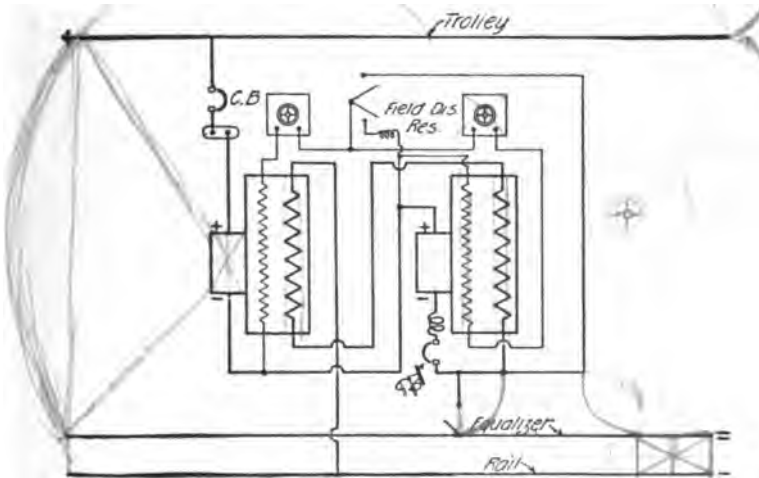 Trolley
C.B
Field Dis.
Res.
+
+
-
-
Equalizer
Rail